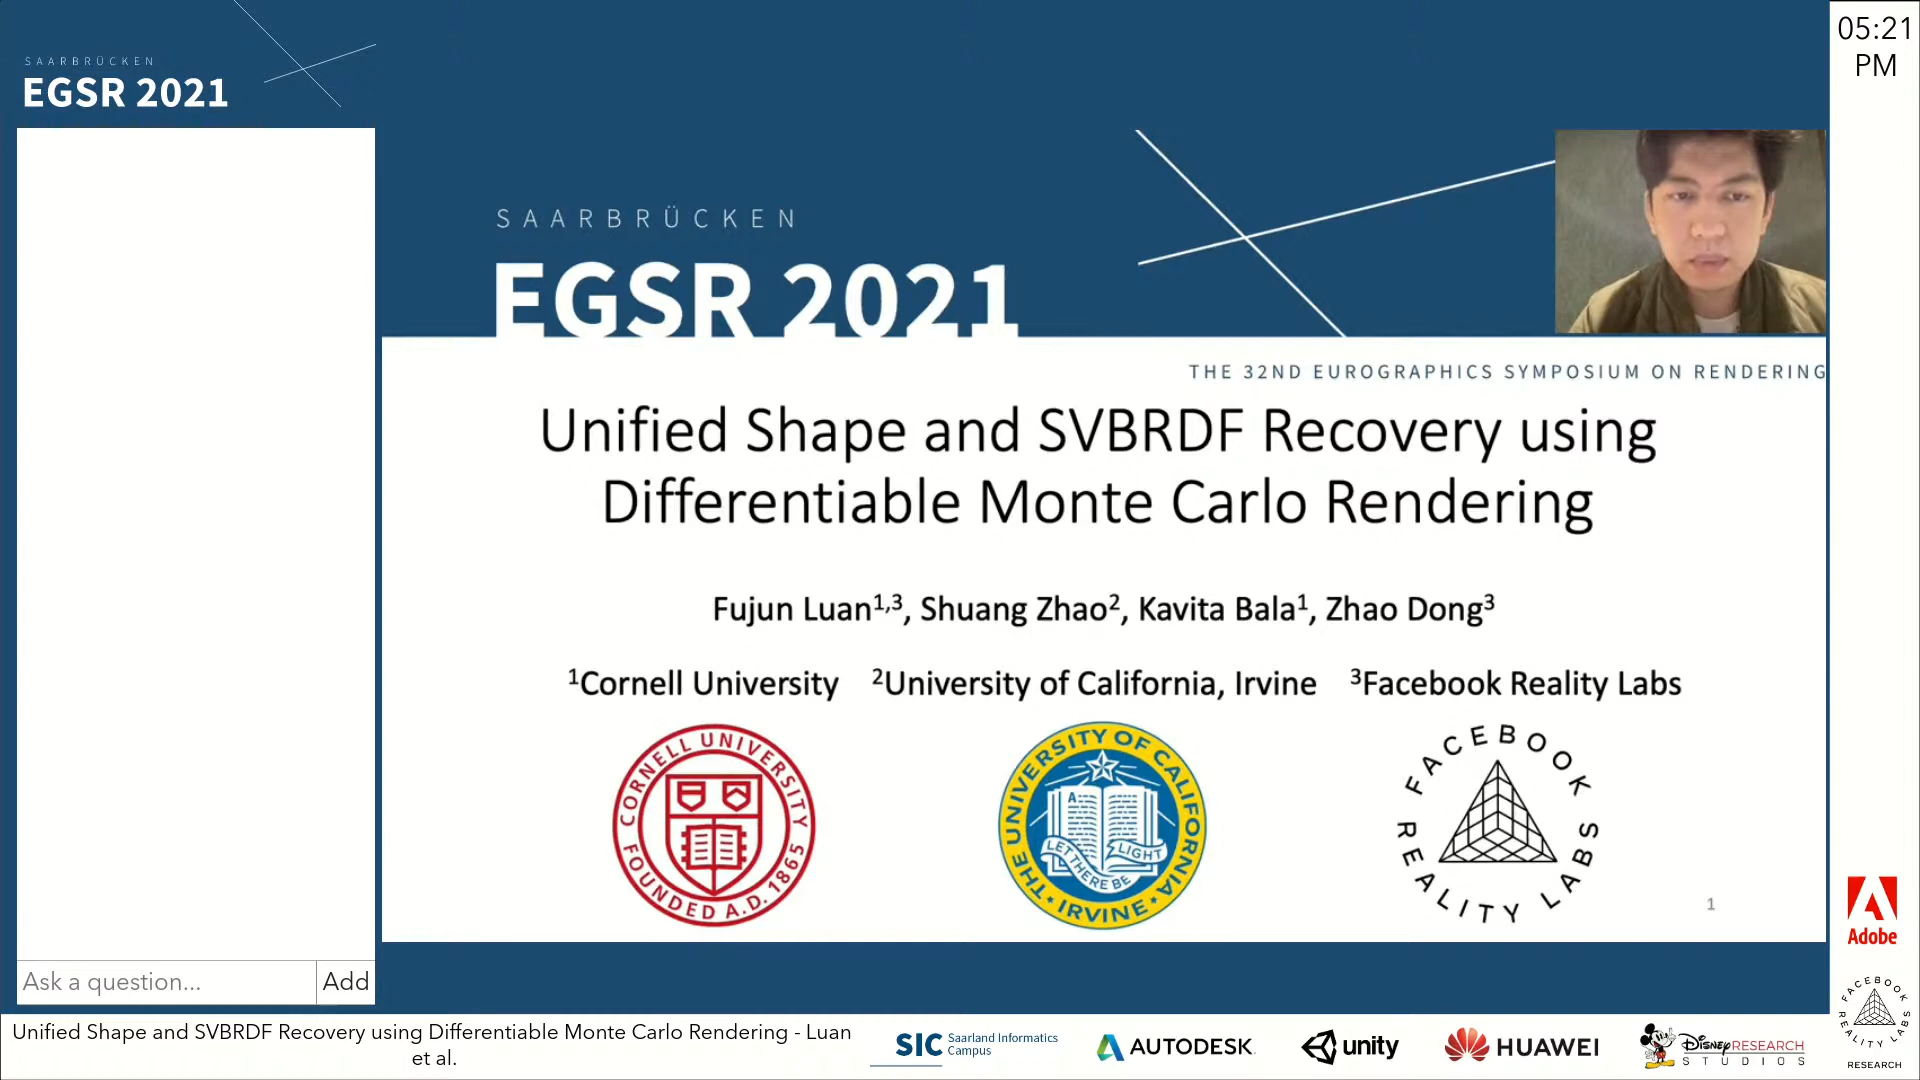 SAARBRÜCKEN
EGSR 2021
05:21
PM
SAARBRÜCKEN
EGSR 2021
THE 32ND EUROGRAPHICS SYMPOSIUM ON RENDERING
Unified Shape and SVBRDF Recovery using
Differentiable Monte Carlo Rendering
Fujun Luan1,3, Shuang Zhao2, Kavita Bala1, Zhao Dong3
1Cornell University 2University of California, Irvine 3Facebook Reality Labs
CORNELL UNIVERSITY
FOUNDED A.D. 1865
THE UNIVERSITY OF CALIFORNIA
LET THERE BE LIGHT
IRVINE
FACEBOOK
REALITY LABS
1
Adobe
Ask a question... Add
Unified Shape and SVBRDF Recovery using Differentiable Monte Carlo Rendering - Luan
et al.
SIC Saarland Informatics
Campus
AUTODESK
unity
HUAWEI
Disney RESEARCH
STUDIOS
FACEBOOK
REALITY LABS
RESEARCH